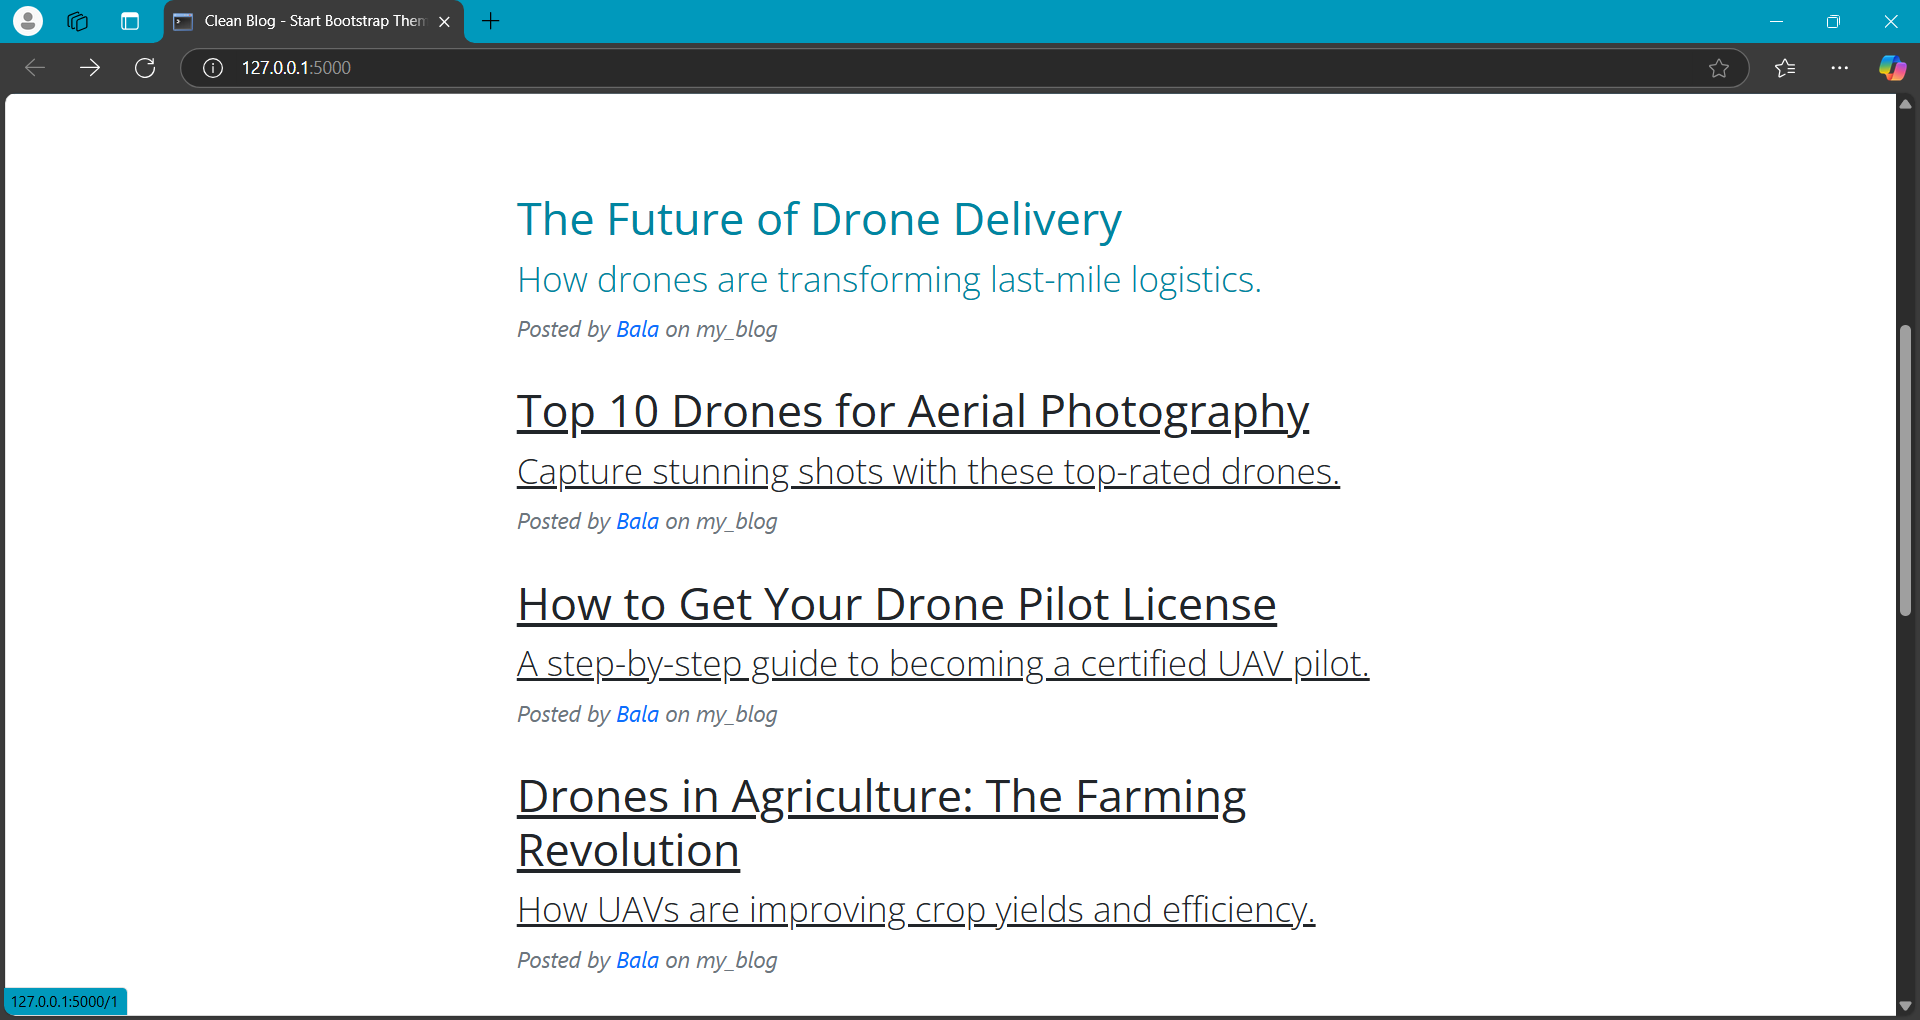 Clean Blog - Start Bootstrap Them
127.0.0.1:5000
The Future of Drone Delivery
How drones are transforming last-mile logistics.
Posted by Bala on my_blog
Top 10 Drones for Aerial Photography
Capture stunning shots with these top-rated drones.
Posted by Bala on my_blog
How to Get Your Drone Pilot License
A step-by-step guide to becoming a certified UAV pilot.
Posted by Bala on my_blog
Drones in Agriculture: The Farming
Revolution
How UAVs are improving crop yields and efficiency.
Posted by Bala on my_blog
127.0.0.1:5000/1